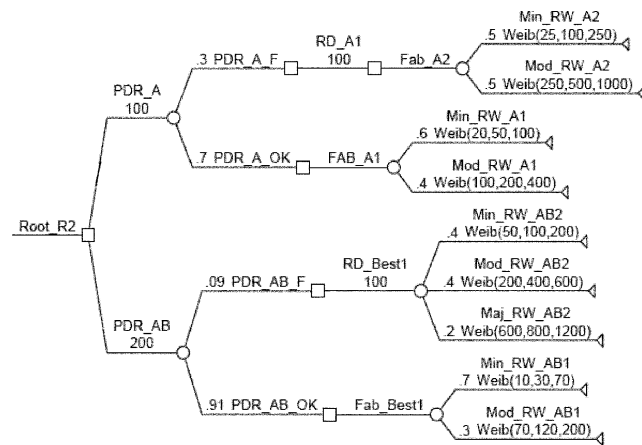 Min_RW_A2
.5 Weib(25,100,250)
RD_A1
.3 PDR_A_F
100
Fab_A2
Mod_RW_A2
.5 Weib(250,500,1000)
PDR_A
100
Min_RW_A1
.6 Weib(20,50,100)
.7 PDR_A_OK
FAB_A1
Mod_RW_A1
.4 Weib(100,200,400)
Root_R2
Min_RW_AB2
.4 Weib(50,100,200)
RD_Best1
.09 PDR_AB_F
100
Mod_RW_AB2
.4 Weib(200,400,600)
Maj_RW_AB2
.2 Weib(600,800,1200)
PDR_AB
200
Min_RW_AB1
.7 Weib(10,30,70)
.91 PDR_AB_OK
Fab_Best1
Mod_RW_AB1
.3 Weib(70,120,200)